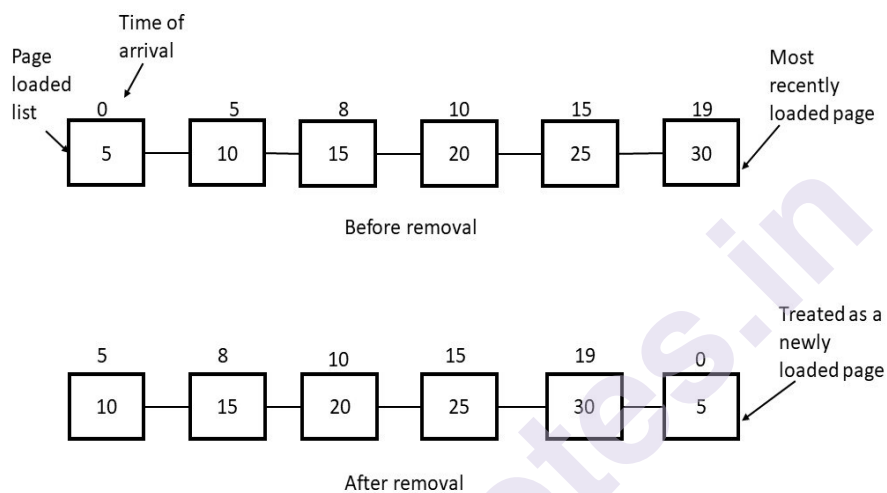 Time of
arrival
Page
loaded
list
Most
recently
loaded page
0 5 8 10 15 19
5 10 15 20 25 30
Before removal
Treated as a
newly
loaded page
5 8 10 15 19 0
10 15 20 25 30 5
After removal
otes.in